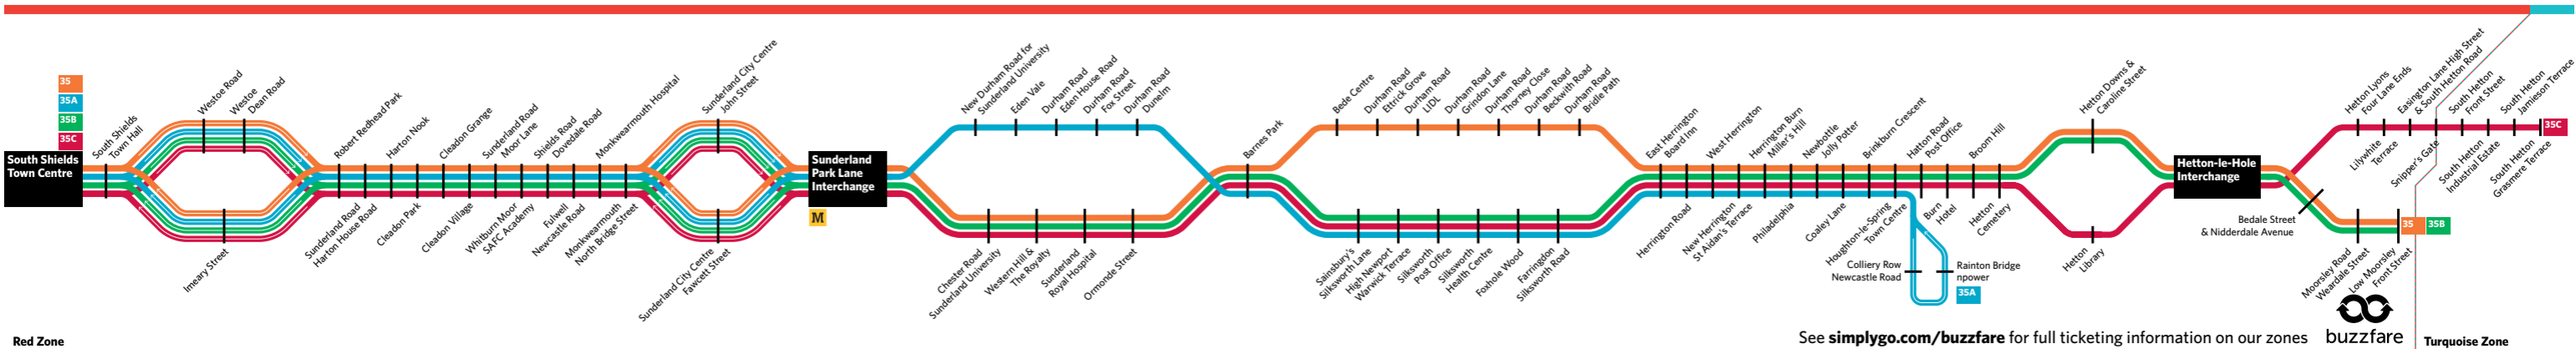 35
35A
35B
35C
South Shields
Town Centre
South Shields
Town Hall
Westoe Road
Westoe
Dean Road
Imeary Street
Robert Redhead Park
Sunderland Road
Harton House Road
Harton Nook
Cleadon Park
Cleadon Grange
Cleadon Village
Sunderland Road
Moor Lane
Whitburn Moor
SAFC Academy
Shields Road
Dovedale Road
Fulwell
Newcastle Road
Monkwearmouth Hospital
Monkwearmouth
North Bridge Street
Sunderland City Centre
John Street
Sunderland City Centre
Fawcett Street
Sunderland
Park Lane
Interchange
M
New Durham Road for
Sunderland University
Eden Vale
Durham Road
Eden House Road
Durham Road
Fox Street
Durham Road
Dunelm
Chester Road
Sunderland University
Western Hill &
The Royalty
Sunderland
Royal Hospital
Ormonde Street
Barnes Park
Bede Centre
Durham Road
Ettrick Grove
Durham Road
LIDL
Durham Road
Grindon Lane
Durham Road
Thorney Close
Durham Road
Beckwith Road
Durham Road
Bridle Path
Sainsbury's
Silksworth Lane
High Newport
Warwick Terrace
Silksworth
Post Office
Silksworth
Health Centre
Foxhole Wood
Farringdon
Silksworth Road
East Herrington
Board Inn
Herrington Road
West Herrington
New Herrington
St Aidan's Terrace
Herrington Burn
Miller's Hill
Philadelphia
Newbottle
Jolly Potter
Coaley Lane
Brinkburn Crescent
Houghton-le-Spring
Town Centre
Hatton Road
Post Office
Burn
Hotel
Broom Hill
Hetton
Cemetery
Colliery Row
Newcastle Road
Rainton Bridge
npower
35A
Hetton Downs &
Caroline Street
Hetton
Library
Hetton-le-Hole
Interchange
Bedale Street
& Nidderdale Avenue
Moorsley Road
Weardale Street
Low Moorsley
Front Street
35
35B
Hetton Lyons
Four Lane Ends
Lilywhite
Terrace
Easington Lane High Street
& South Hetton Road
Snipper's Gate
South Hetton
Front Street
South Hetton
Industrial Estate
South Hetton
Jameson Terrace
South Hetton
Grasmere Terrace
35C
Red Zone
See simplygo.com/buzzfare for full ticketing information on our zones
buzzfare
Turquoise Zone